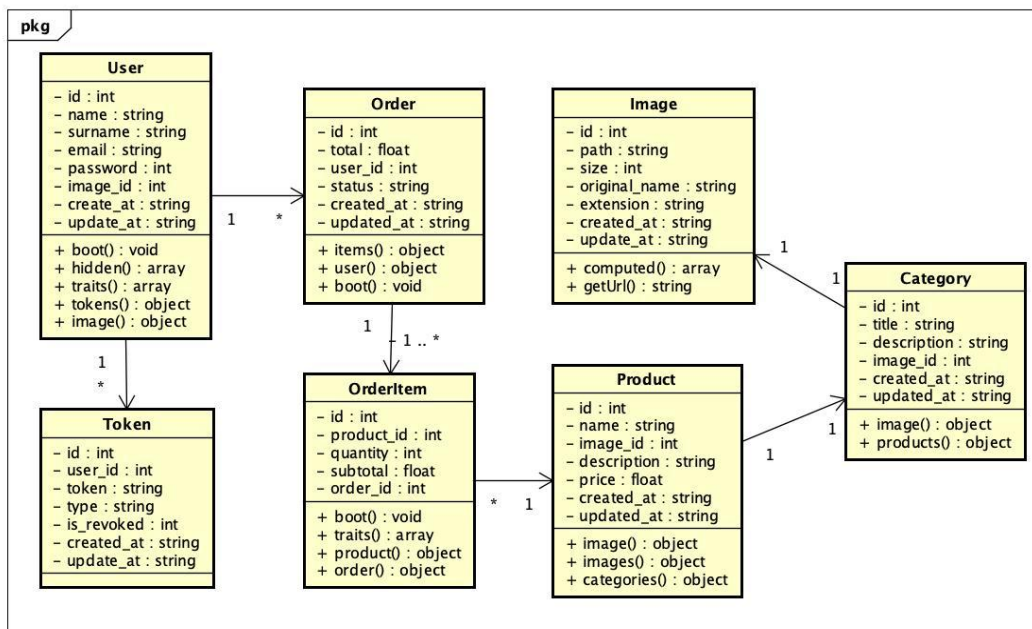 pkg
User
- id : int
- name : string
- surname : string
- email : string
- password : int
- image_id : int
- create_at : string
- update_at : string
+ boot() : void
+ hidden() : array
+ traits() : array
+ tokens() : object
+ image() : object
1
*
Order
- id : int
- total : float
- user_id : int
- status : string
- created_at : string
- updated_at : string
+ items() : object
+ user() : object
+ boot() : void
1
- 1 .. *
Image
- id : int
- path : string
- size : int
- original_name : string
- extension : string
- created_at : string
- update_at : string
+ computed() : array
+ getUrl() : string
1
1
Category
- id : int
- title : string
- description : string
- image_id : int
- created_at : string
- updated_at : string
+ image() : object
+ products() : object
1
*
Token
- id : int
- user_id : int
- token : string
- type : string
- is_revoked : int
- created_at : string
- update_at : string
OrderItem
- id : int
- product_id : int
- quantity : int
- subtotal : float
- order_id : int
+ boot() : void
+ traits() : array
+ product() : object
+ order() : object
*
1
Product
- id : int
- name : string
- image_id : int
- description : string
- price : float
- created_at : string
- updated_at : string
+ image() : object
+ images() : object
+ categories() : object
1
1